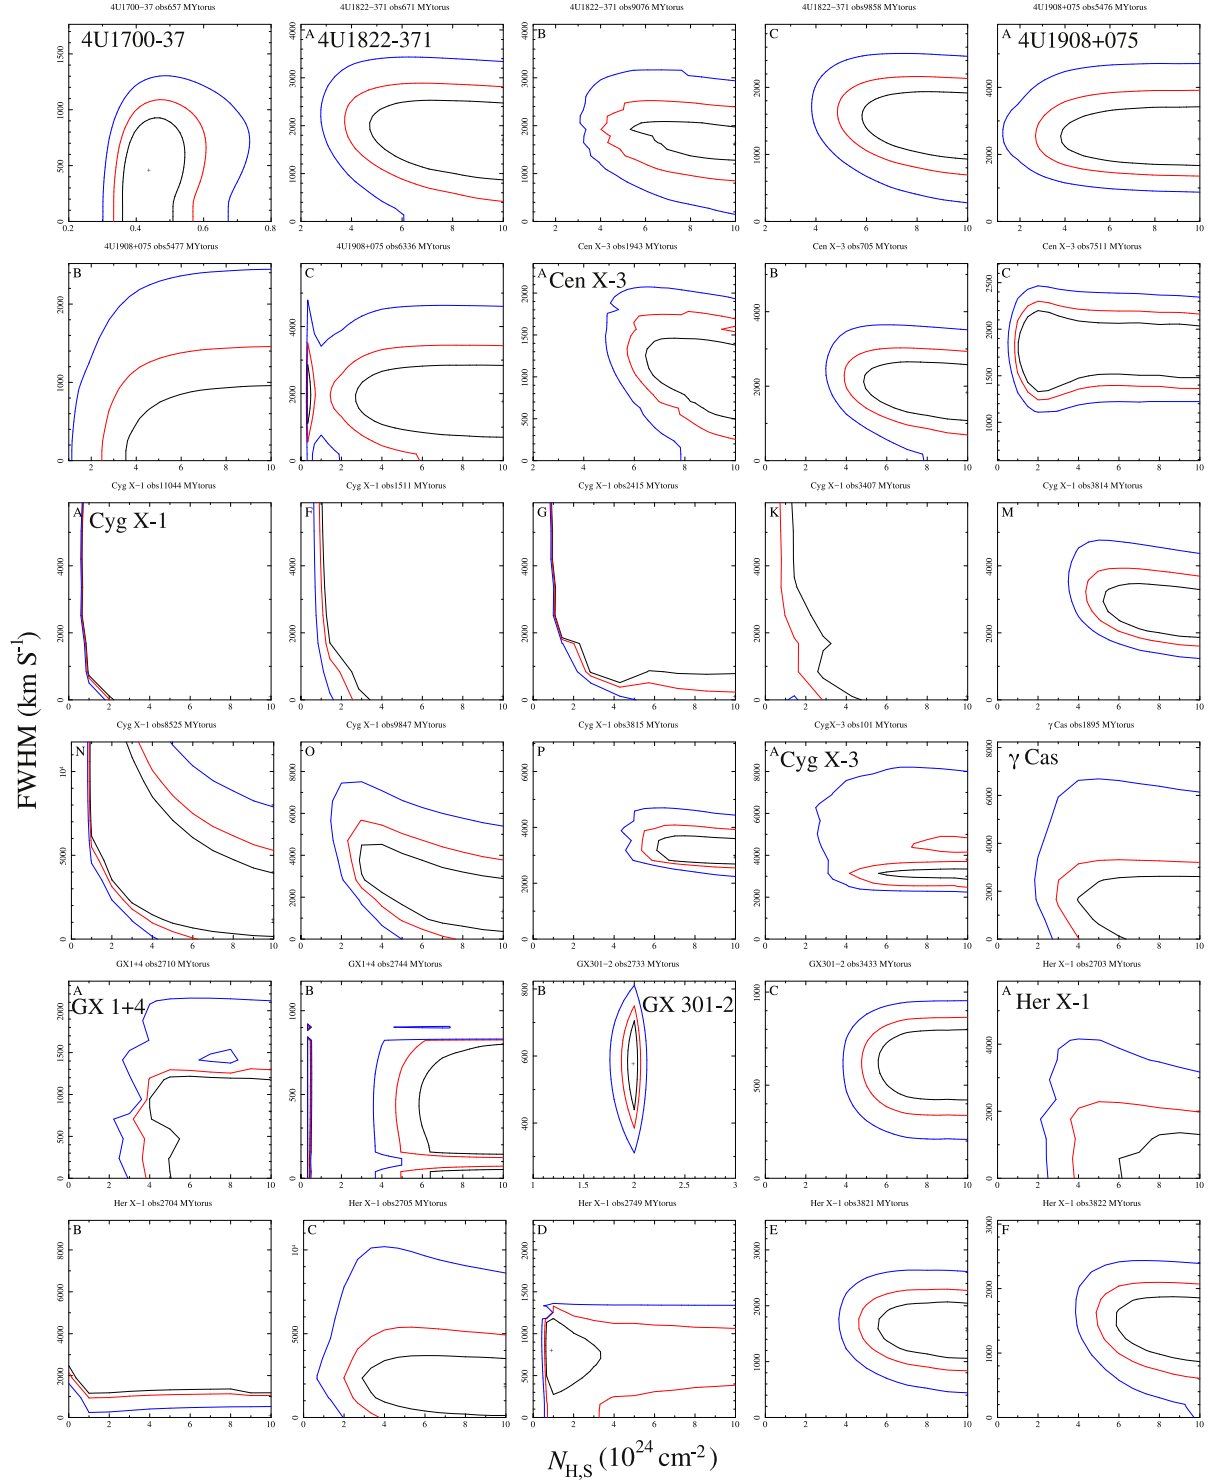 4U1700−37 obs657 MYtorus
4U1822−371 obs671 MYtorus
4U1822−371 obs9076 MYtorus
4U1822−371 obs9858 MYtorus
4U1908+075 obs5476 MYtorus
4U1700-37
A 4U1822-371
B
C
A 4U1908+075
4U1908+075 obs5477 MYtorus
4U1908+075 obs6336 MYtorus
Cen X−3 obs1943 MYtorus
Cen X−3 obs705 MYtorus
Cen X−3 obs7511 MYtorus
B
C
A Cen X-3
B
C
Cyg X−1 obs11044 MYtorus
Cyg X−1 obs1511 MYtorus
Cyg X−1 obs2415 MYtorus
Cyg X−1 obs3407 MYtorus
Cyg X−1 obs3814 MYtorus
A Cyg X-1
F
G
K
M
Cyg X−1 obs8525 MYtorus
Cyg X−1 obs9847 MYtorus
Cyg X−1 obs3815 MYtorus
CygX−3 obs101 MYtorus
γ Cas obs1895 MYtorus
N
O
P
A Cyg X-3
γ Cas
GX1+4 obs2710 MYtorus
GX1+4 obs2744 MYtorus
GX301−2 obs2733 MYtorus
GX301−2 obs3433 MYtorus
Her X−1 obs2703 MYtorus
A GX 1+4
B
B GX 301-2
C
A Her X-1
Her X−1 obs2704 MYtorus
Her X−1 obs2705 MYtorus
Her X−1 obs2749 MYtorus
Her X−1 obs3821 MYtorus
Her X−1 obs3822 MYtorus
B
C
D
E
F
FWHM (km S⁻¹)
N_H,S (10²⁴ cm⁻²)